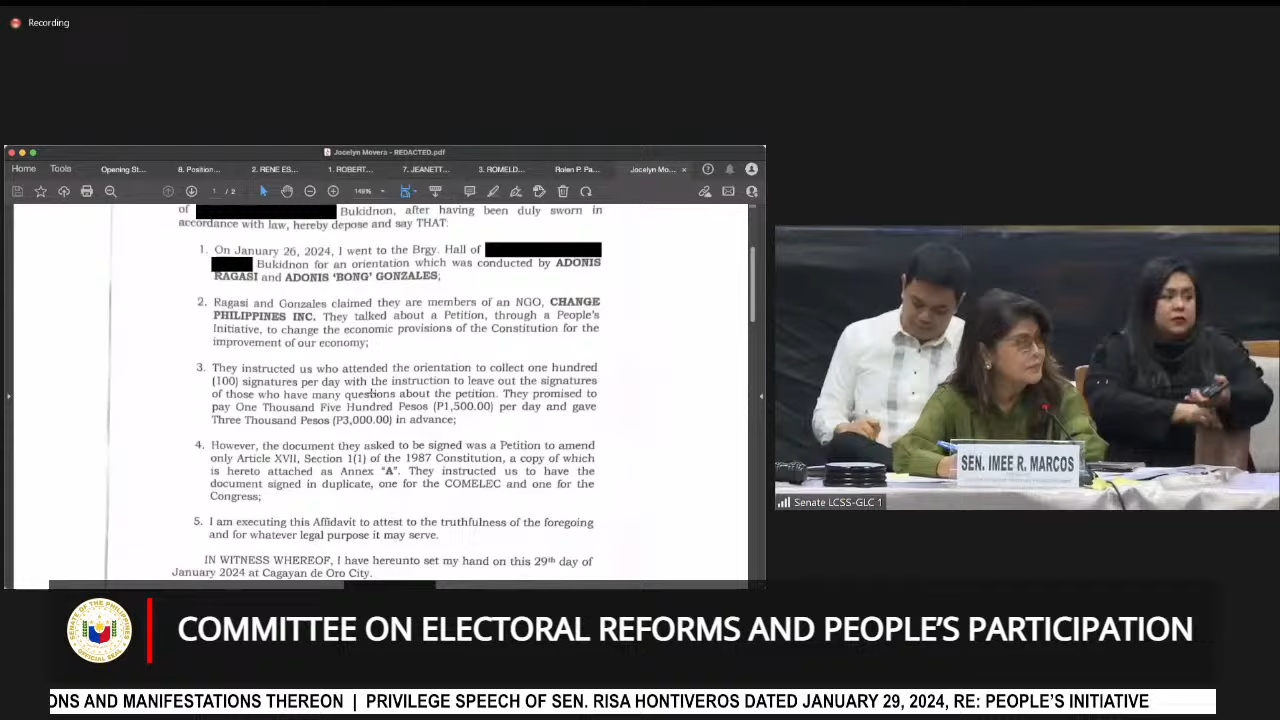 Recording
Jocelyn Movera - REDACTED.pdf
Home Tools Opening St... 8. Position... 2. RENE ES... 1. ROBERT... 7. JEANETT... 3. ROMELD... Rolen P. Pa... Jocelyn Mo... ×
1 / 2 148%
of Bukidnon, after having been duly sworn in
accordance with law, hereby depose and say THAT:
1. On January 26, 2024, I went to the Brgy. Hall of
Bukidnon for an orientation which was conducted by ADONIS
RAGASI and ADONIS 'BONG' GONZALES;
2. Ragasi and Gonzales claimed they are members of an NGO, CHANGE
PHILIPPINES INC. They talked about a Petition, through a People's
Initiative, to change the economic provisions of the Constitution for the
improvement of our economy;
3. They instructed us who attended the orientation to collect one hundred
(100) signatures per day with the instruction to leave out the signatures
of those who have many questions about the petition. They promised to
pay One Thousand Five Hundred Pesos (P1,500.00) per day and gave
Three Thousand Pesos (P3,000.00) in advance;
4. However, the document they asked to be signed was a Petition to amend
only Article XVII, Section 1(1) of the 1987 Constitution, a copy of which
is hereto attached as Annex "A". They instructed us to have the
document signed in duplicate, one for the COMELEC and one for the
Congress;
5. I am executing this Affidavit to attest to the truthfulness of the foregoing
and for whatever legal purpose it may serve.
IN WITNESS WHEREOF, I have hereunto set my hand on this 29th day of
January 2024 at Cagayan de Oro City.
SEN. IMEE R. MARCOS
Senate LCSS-GLC 1
SENATE OF THE PHILIPPINES
OFFICIAL SEAL
COMMITTEE ON ELECTORAL REFORMS AND PEOPLE'S PARTICIPATION
ONS AND MANIFESTATIONS THEREON | PRIVILEGE SPEECH OF SEN. RISA HONTIVEROS DATED JANUARY 29, 2024, RE: PEOPLE'S INITIATIVE